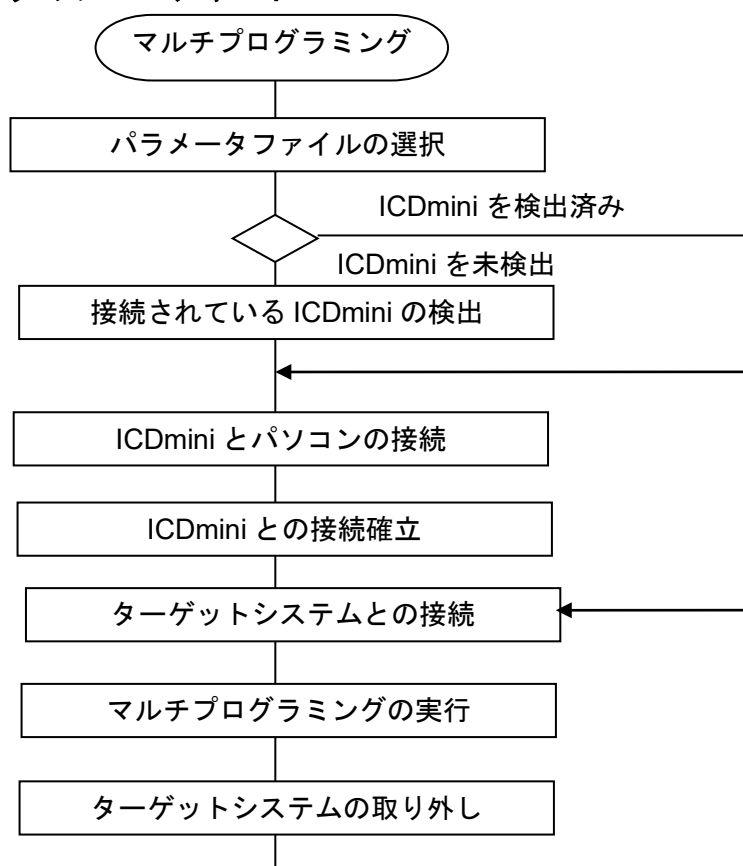 マルチプログラミング
パラメータファイルの選択
ICDmini を検出済み
ICDmini を未検出
接続されている ICDmini の検出
ICDmini とパソコンの接続
ICDmini との接続確立
ターゲットシステムとの接続
マルチプログラミングの実行
ターゲットシステムの取り外し